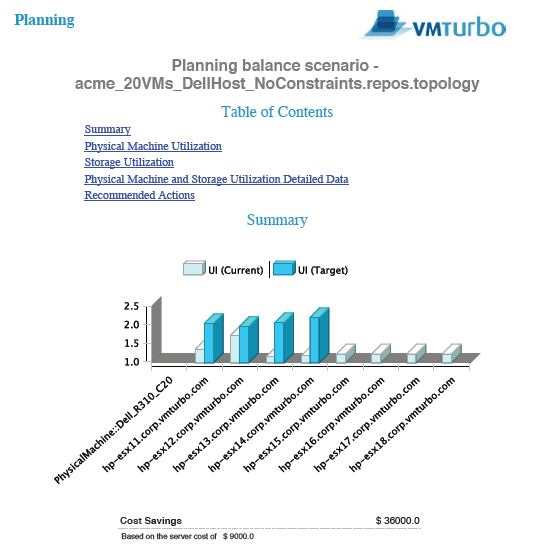 Planning
VMTURBO
Planning balance scenario -
acme_20VMs_DellHost_NoConstraints.repos.topology
Table of Contents
Summary
Physical Machine Utilization
Storage Utilization
Physical Machine and Storage Utilization Detailed Data
Recommended Actions
Summary
UI (Current) UI (Target)
2.5
2.0
1.5
1.0
PhysicalMachine::Dell_R310_C20
hp-esx11.corp.vmturbo.com
hp-esx12.corp.vmturbo.com
hp-esx13.corp.vmturbo.com
hp-esx14.corp.vmturbo.com
hp-esx15.corp.vmturbo.com
hp-esx16.corp.vmturbo.com
hp-esx17.corp.vmturbo.com
hp-esx18.corp.vmturbo.com
Cost Savings $ 36000.0
Based on the server cost of $ 9000.0